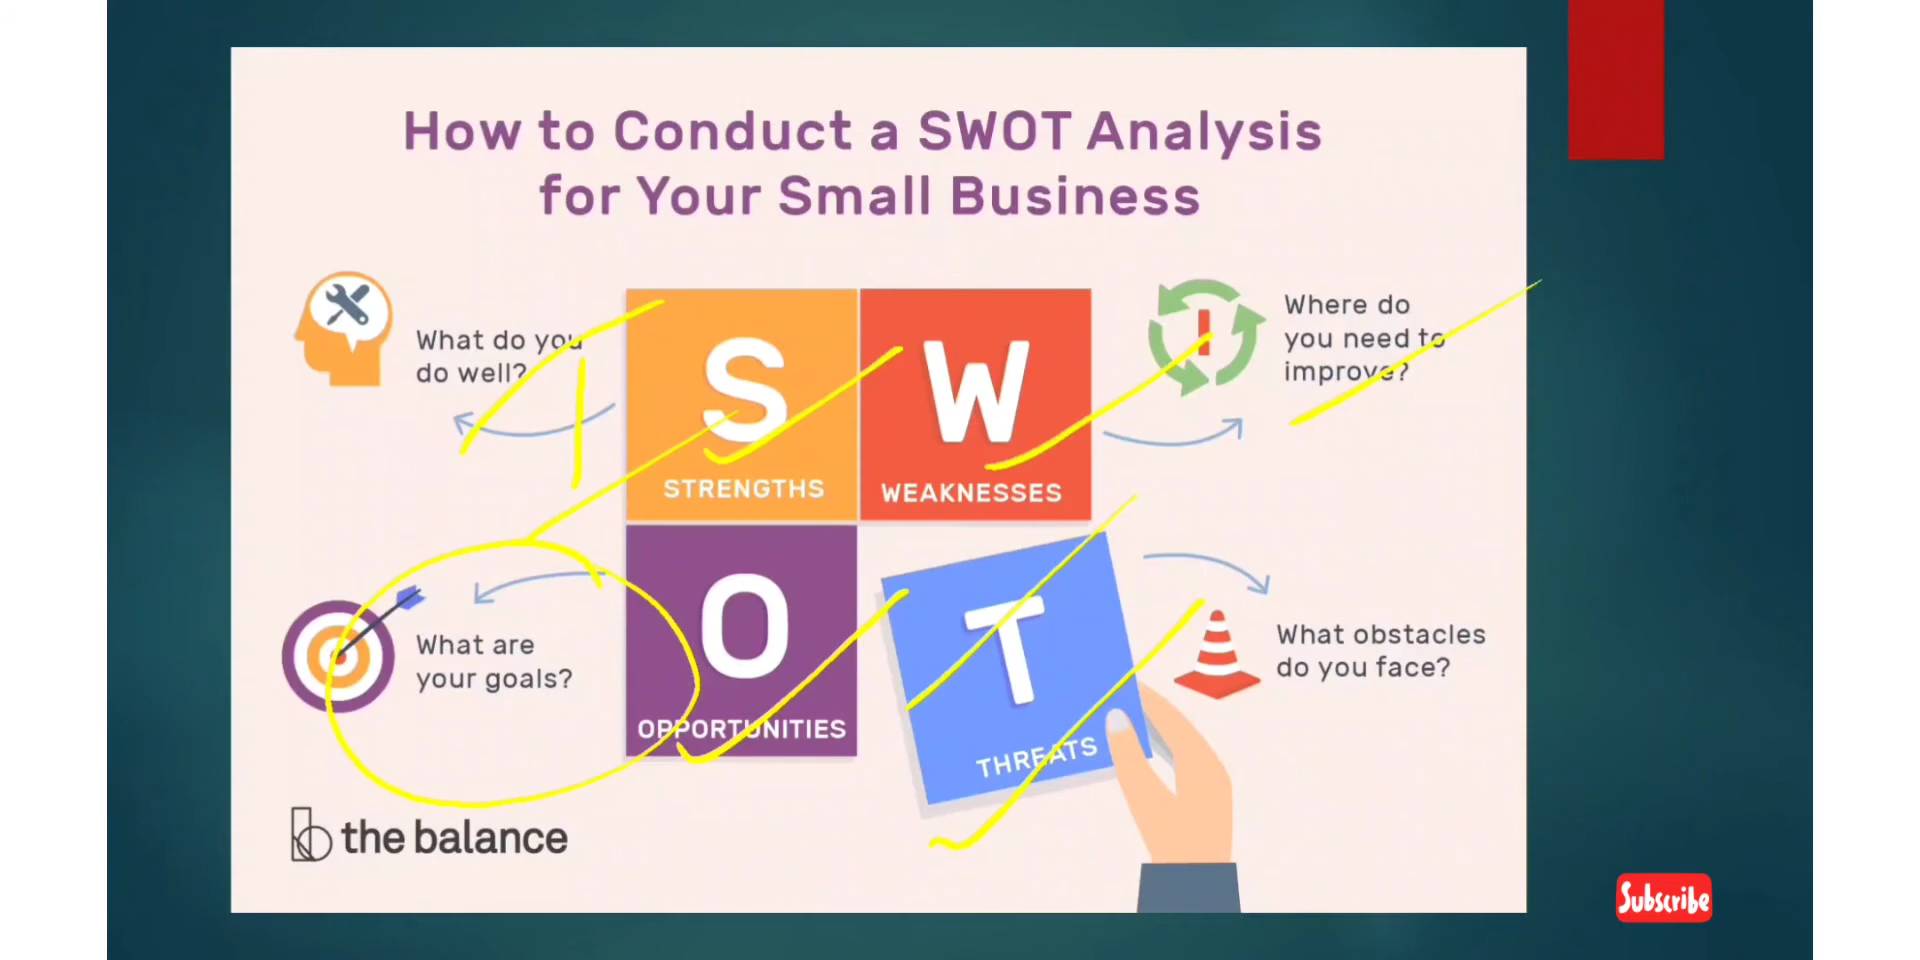 How to Conduct a SWOT Analysis
for Your Small Business
What do you
do well?
S
STRENGTHS
W
WEAKNESSES
Where do
you need to
improve?
What are
your goals?
O
OPPORTUNITIES
T
THREATS
What obstacles
do you face?
the balance
Subscribe